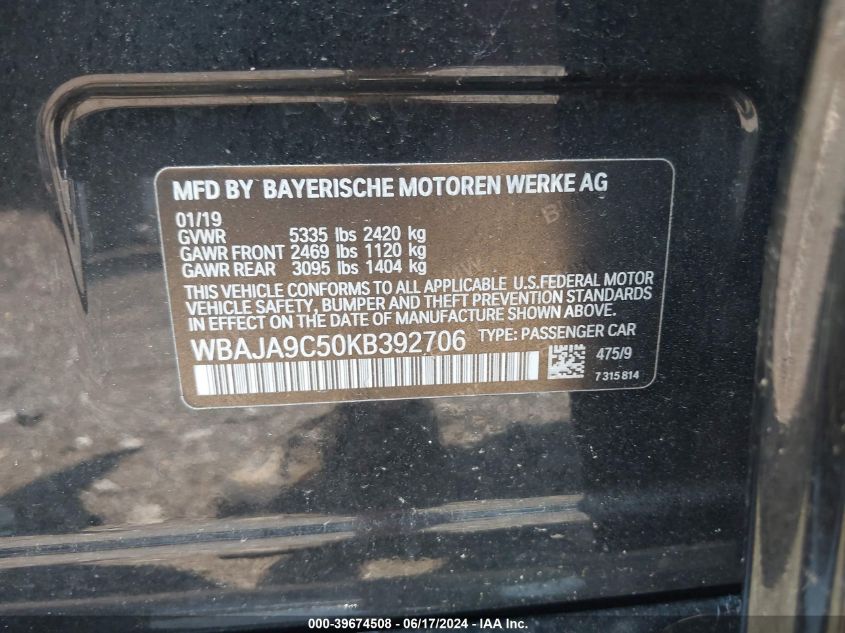 MFD BY BAYERISCHE MOTOREN WERKE AG
01/19
GVWR 5335 lbs 2420 kg
GAWR FRONT 2469 lbs 1120 kg
GAWR REAR 3095 lbs 1404 kg
THIS VEHICLE CONFORMS TO ALL APPLICABLE U.S.FEDERAL MOTOR
VEHICLE SAFETY, BUMPER AND THEFT PREVENTION STANDARDS
IN EFFECT ON THE DATE OF MANUFACTURE SHOWN ABOVE.
WBAJA9C50KB392706 TYPE: PASSENGER CAR
475/9
7 315 814
000-39674508 - 06/17/2024 - IAA Inc.